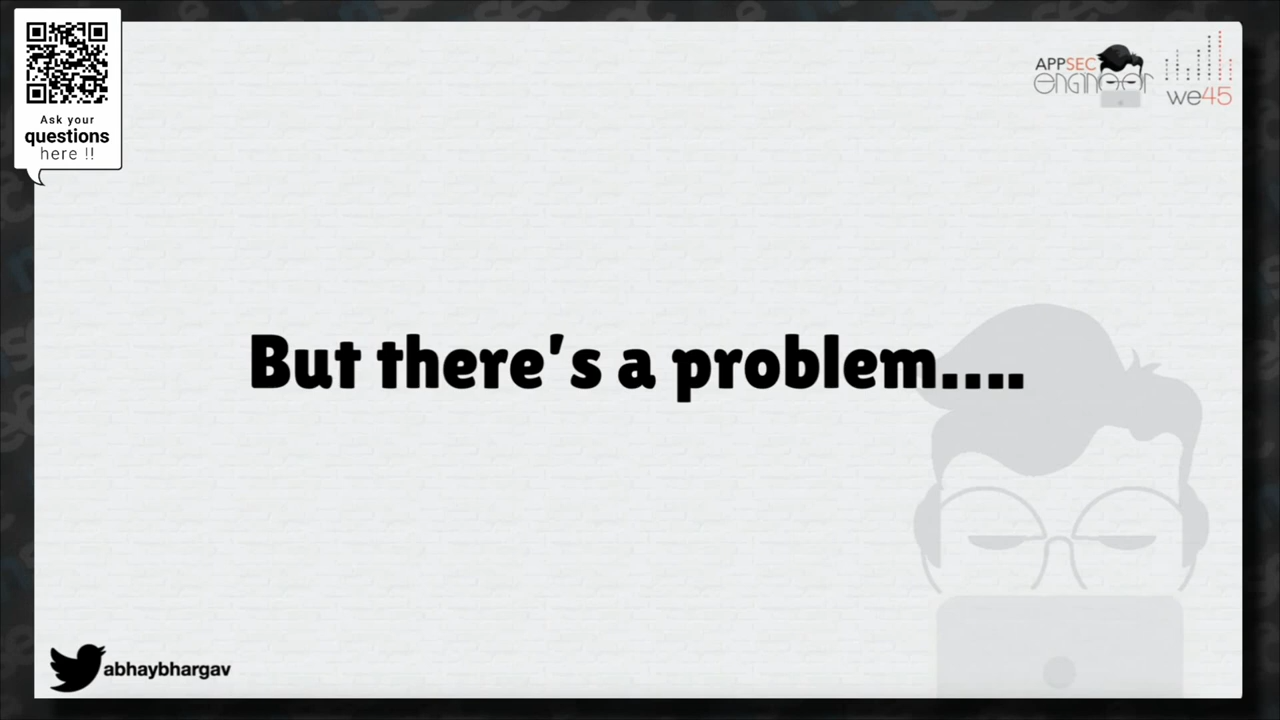 Ask your
questions
here !!
APPSEC
engineer
we45
But there's a problem....
abhaybhargav